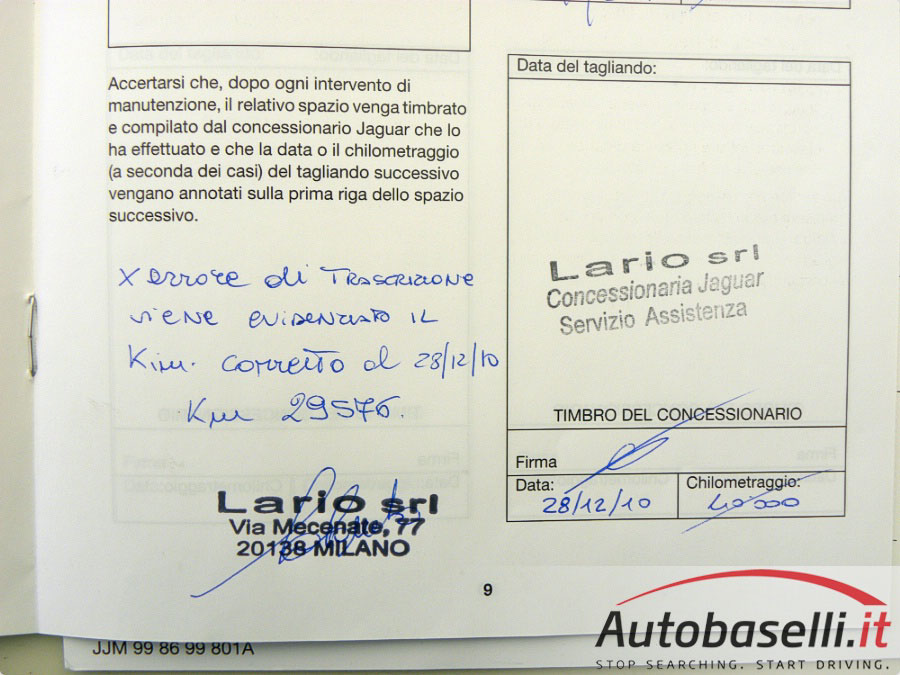 Accertarsi che, dopo ogni intervento di
manutenzione, il relativo spazio venga timbrato
e compilato dal concessionario Jaguar che lo
ha effettuato e che la data o il chilometraggio
(a seconda dei casi) del tagliando successivo
vengano annotati sulla prima riga dello spazio
successivo.
X errore di TRASCRIZIONE
viene evidenziato il
Kim. corretto al 28/12/10
Km 29576.
Lario srl
Via Mecenate, 77
20138 MILANO
Data del tagliando:
Lario srl
Concessionaria Jaguar
Servizio Assistenza
TIMBRO DEL CONCESSIONARIO
Firma
Data:
28/12/10
Chilometraggio:
40000
9
JJM 99 86 99 801A
Autobaselli.it
STOP SEARCHING. START DRIVING.